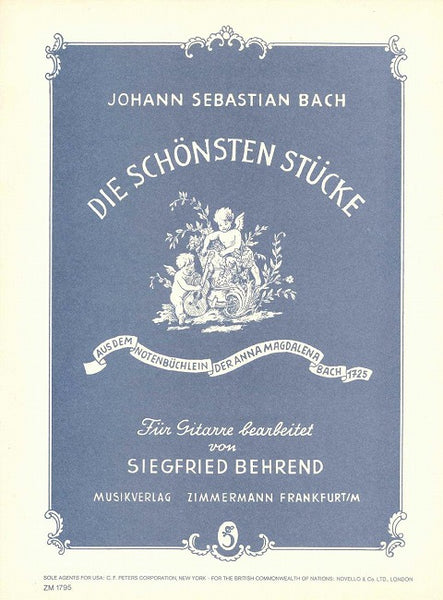 JOHANN SEBASTIAN BACH
DIE SCHÖNSTEN STÜCKE
AUS DEM NOTENBÜCHLEIN DER ANNA MAGDALENA BACH 1725
Für Gitarre bearbeitet
von
SIEGFRIED BEHREND
MUSIKVERLAG ZIMMERMANN FRANKFURT/M
SOLE AGENTS FOR USA: C. F. PETERS CORPORATION, NEW YORK - FOR THE BRITISH COMMONWEALTH OF NATIONS: NOVELLO & Co. LTD., LONDON
ZM 1795